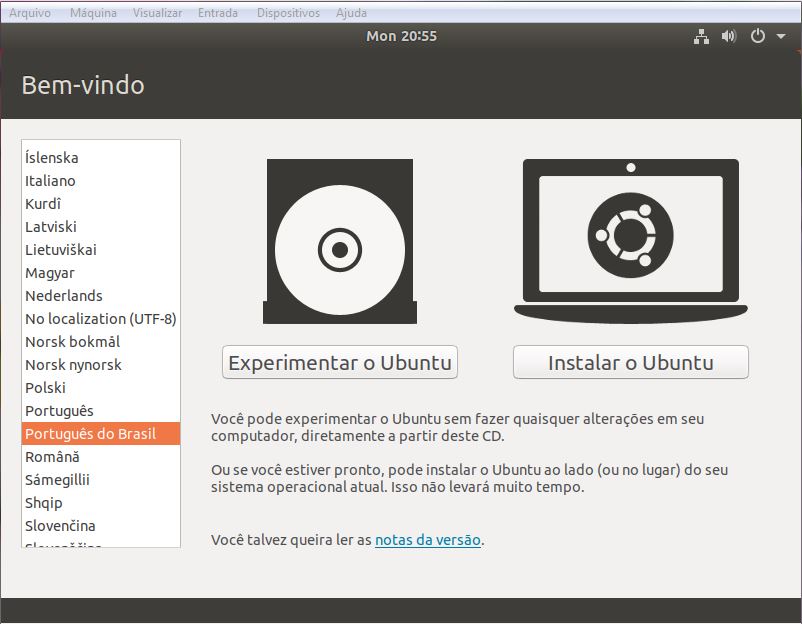 Arquivo Máquina Visualizar Entrada Dispositivos Ajuda
Mon 20:55
Bem-vindo
Íslenska
Italiano
Kurdî
Latviski
Lietuviškai
Magyar
Nederlands
No localization (UTF-8)
Norsk bokmål
Norsk nynorsk
Polski
Português
Português do Brasil
Română
Sámegillii
Shqip
Slovenčina
Experimentar o Ubuntu
Instalar o Ubuntu
Você pode experimentar o Ubuntu sem fazer quaisquer alterações em seu
computador, diretamente a partir deste CD.
Ou se você estiver pronto, pode instalar o Ubuntu ao lado (ou no lugar) do seu
sistema operacional atual. Isso não levará muito tempo.
Você talvez queira ler as notas da versão.